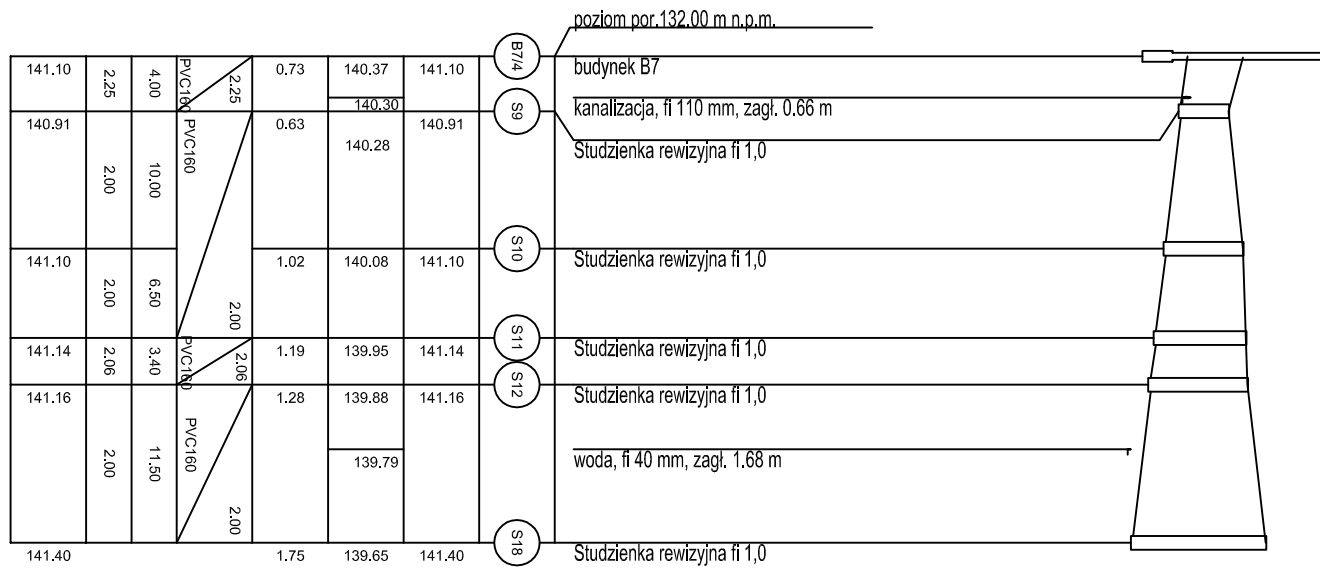 poziom por.132.00 m n.p.m.
141.10 2.25 4.00 PVC160 2.25 0.73 140.37 141.10 B7/4 budynek B7
140.30 kanalizacja, fi 110 mm, zagł. 0.66 m
140.91 2.00 10.00 PVC160 0.63 140.28 140.91 S9 Studzienka rewizyjna fi 1,0
141.10 2.00 6.50 2.00 1.02 140.08 141.10 S10 Studzienka rewizyjna fi 1,0
141.14 2.06 3.40 PVC160 2.06 1.19 139.95 141.14 S11 Studzienka rewizyjna fi 1,0
141.16 2.00 11.50 PVC160 2.00 1.28 139.88 141.16 S12 Studzienka rewizyjna fi 1,0
139.79 woda, fi 40 mm, zagł. 1.68 m
141.40 1.75 139.65 141.40 S18 Studzienka rewizyjna fi 1,0